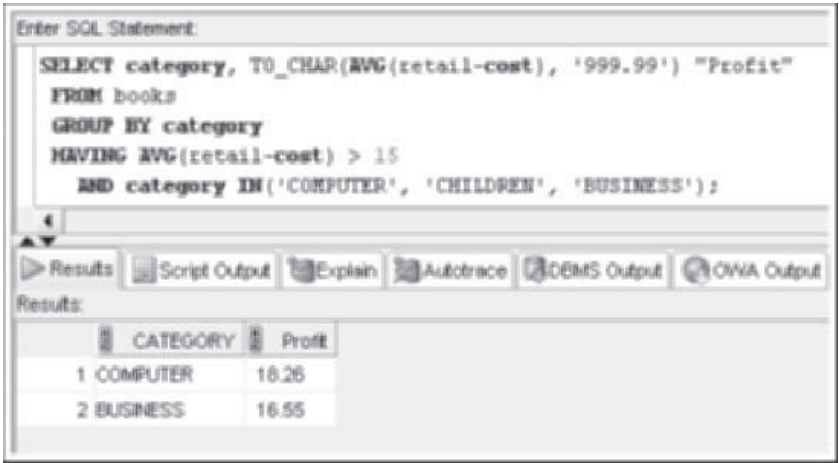 Enter SQL Statement:
SELECT category, TO_CHAR(AVG(retail-cost), '999.99') "Profit"
FROM books
GROUP BY category
HAVING AVG(retail-cost) > 15
AND category IN('COMPUTER', 'CHILDREN', 'BUSINESS');
Results Script Output Explain Autotrace DBMS Output OWA Output
Results:
CATEGORY Profit
1 COMPUTER 18.26
2 BUSINESS 16.55